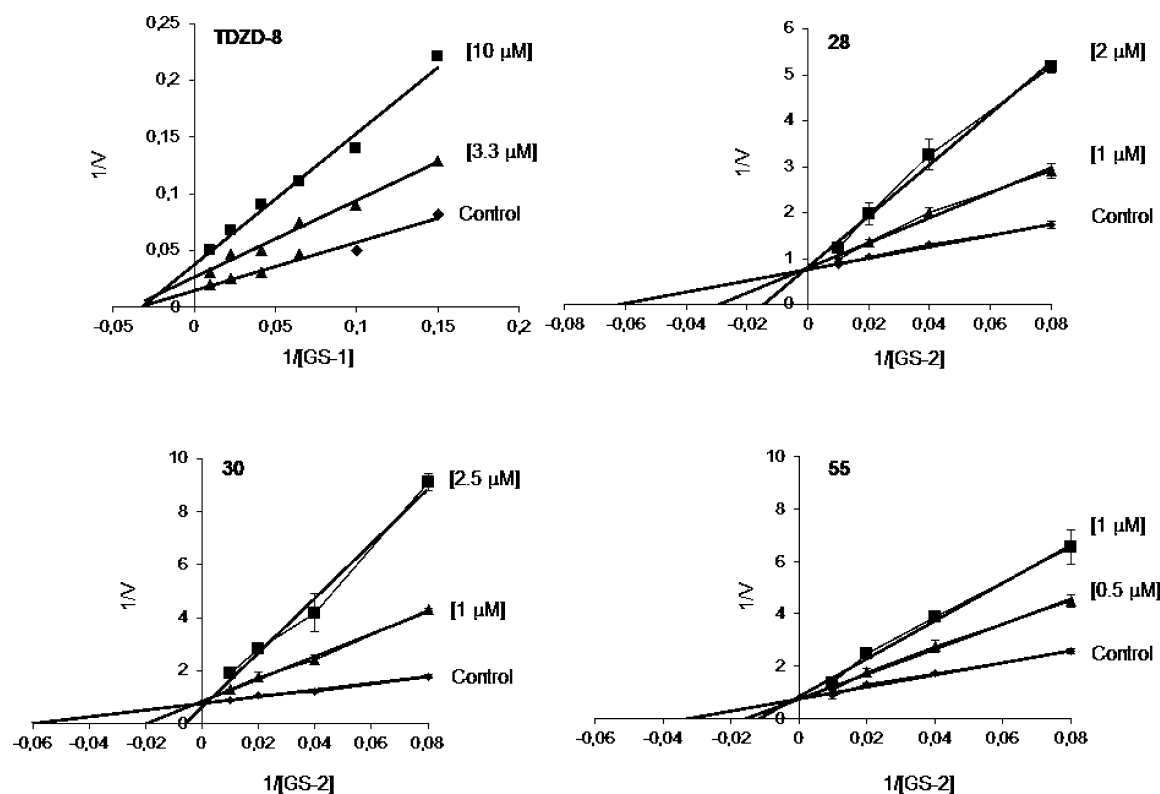 TDZD-8
0,25
0,2
0,15
0,1
0,05
0
1/V
[10 µM]
[3.3 µM]
Control
-0,05 0 0,05 0,1 0,15 0,2
1/[GS-1]
28
6
5
4
3
2
1
0
1/V
[2 µM]
[1 µM]
Control
-0,08 -0,06 -0,04 -0,02 0 0,02 0,04 0,06 0,08
1/[GS-2]
30
10
8
6
4
2
0
1/V
[2.5 µM]
[1 µM]
Control
-0,06 -0,04 -0,02 0 0,02 0,04 0,06 0,08
1/[GS-2]
55
10
8
6
4
2
0
1/V
[1 µM]
[0.5 µM]
Control
-0,06 -0,04 -0,02 0 0,02 0,04 0,06 0,08
1/[GS-2]